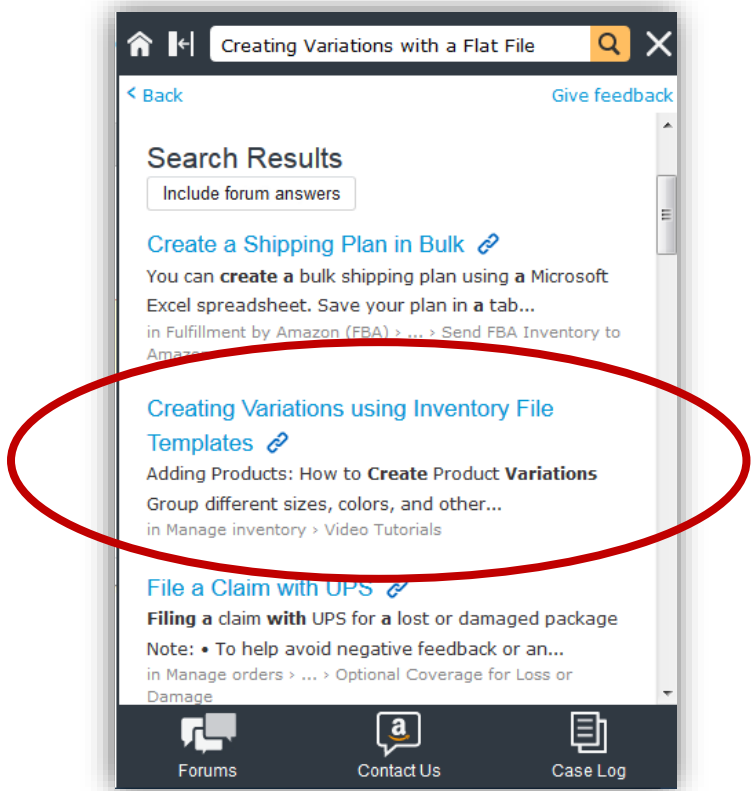 Creating Variations with a Flat File
< Back
Give feedback
Search Results
Include forum answers
Create a Shipping Plan in Bulk
You can create a bulk shipping plan using a Microsoft
Excel spreadsheet. Save your plan in a tab...
in Fulfillment by Amazon (FBA) › ... › Send FBA Inventory to
Amazon
Creating Variations using Inventory File
Templates
Adding Products: How to Create Product Variations
Group different sizes, colors, and other...
in Manage inventory › Video Tutorials
File a Claim with UPS
Filing a claim with UPS for a lost or damaged package
Note: • To help avoid negative feedback or an...
in Manage orders › ... › Optional Coverage for Loss or
Damage
a
Forums
Contact Us
Case Log